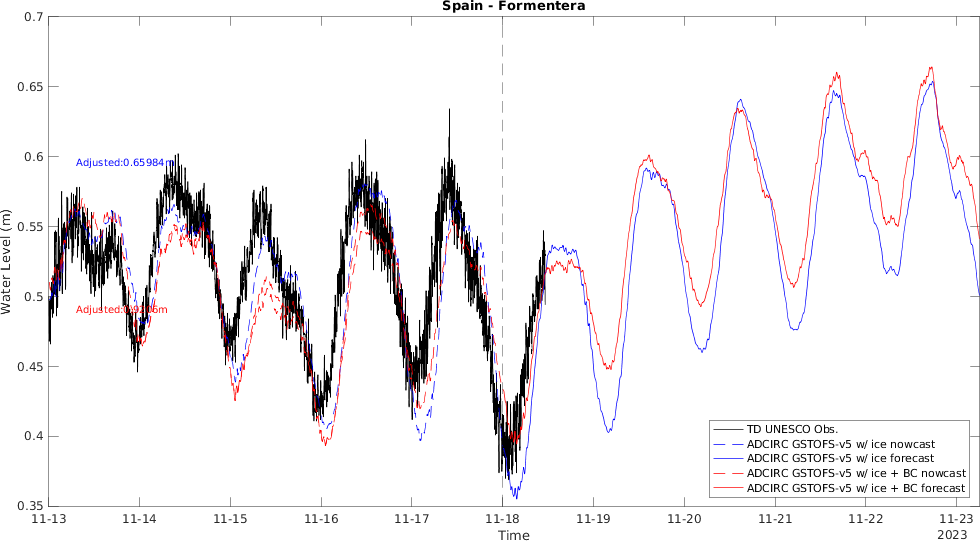 Spain - Formentera
0.7
0.65
0.6
0.55
0.5
0.45
0.4
0.35
Water Level (m)
Adjusted:0.65984m
11-13
11-14
11-15
11-16
11-17
11-18
11-19
11-20
11-21
11-22
11-23
2023
Time
TD UNESCO Obs.
ADCIRC GSTOFS-v5 w/ ice nowcast
ADCIRC GSTOFS-v5 w/ ice forecast
ADCIRC GSTOFS-v5 w/ ice + BC nowcast
ADCIRC GSTOFS-v5 w/ ice + BC forecast